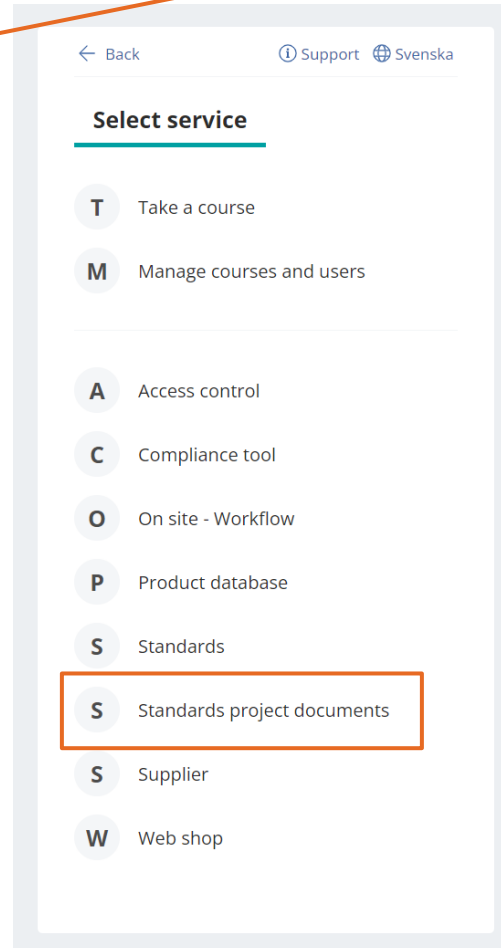 ← Back Support Svenska
Select service
T Take a course
M Manage courses and users
A Access control
C Compliance tool
O On site - Workflow
P Product database
S Standards
S Standards project documents
S Supplier
W Web shop